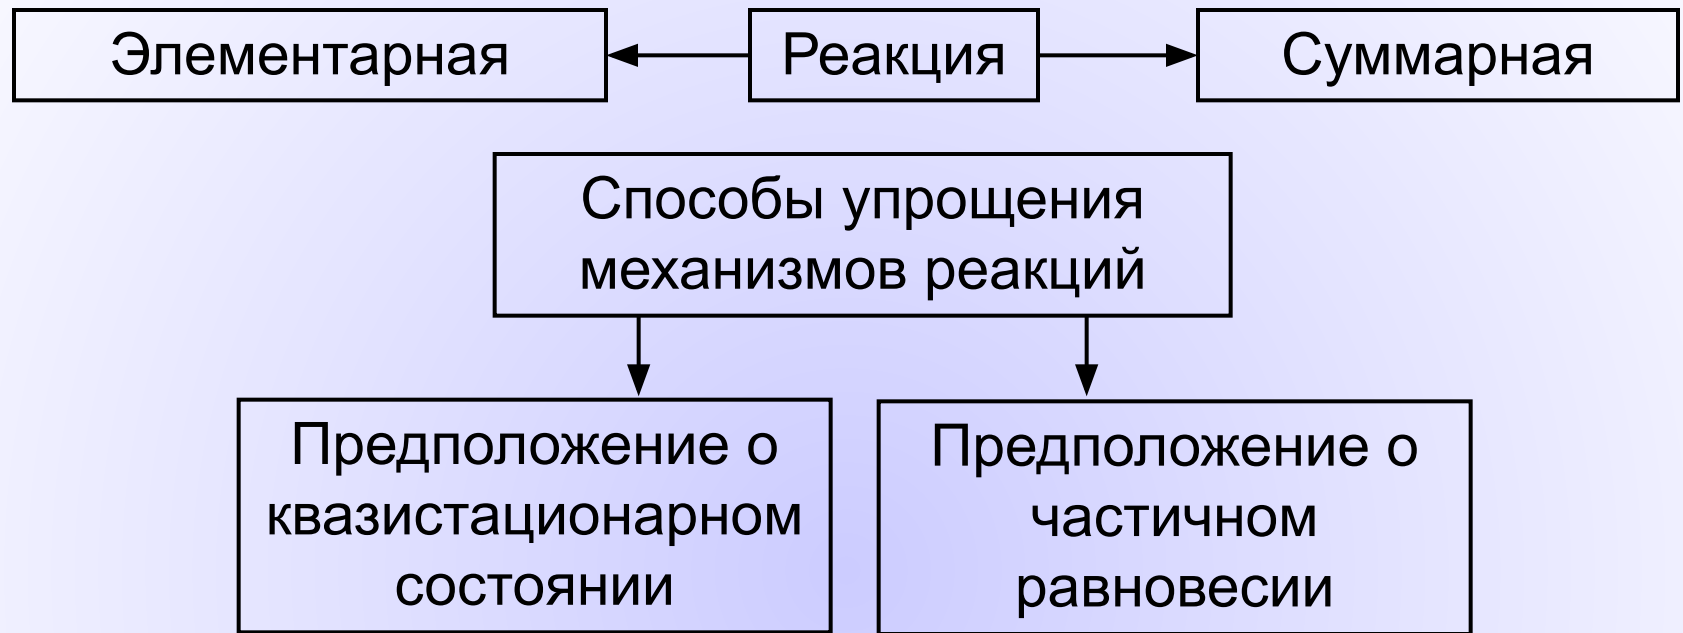 Элементарная
Реакция
Суммарная
Способы упрощения
механизмов реакций
Предположение о
квазистационарном
состоянии
Предположение о
частичном
равновесии